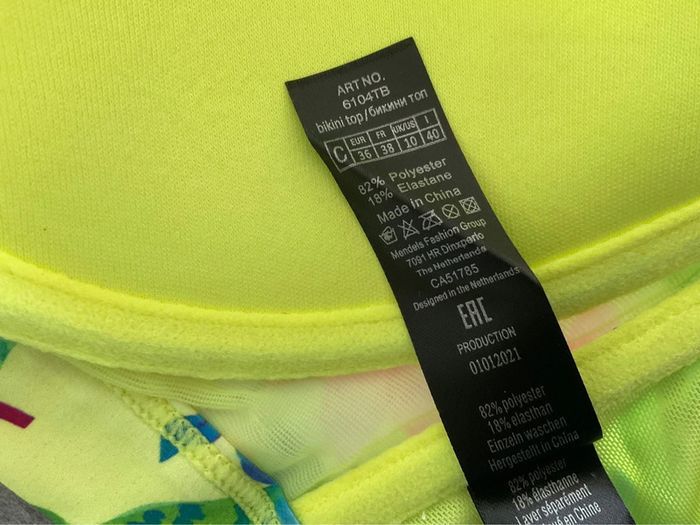 ART NO.
6104TB
bikini top/бикини топ
C EUR FR UK/US I
36 38 10 40
82% Polyester
18% Elastane
Made in China
Mendels Fashion Group
7091 HR Dinxperlo
The Netherlands
CA51785
Designed in the Netherlands
EAC
PRODUCTION
01012021
82% polyester
18% elasthan
Einzeln waschen
Hergestellt in China
82% polyester
18% élasthanne
Laver séparément
en Chine